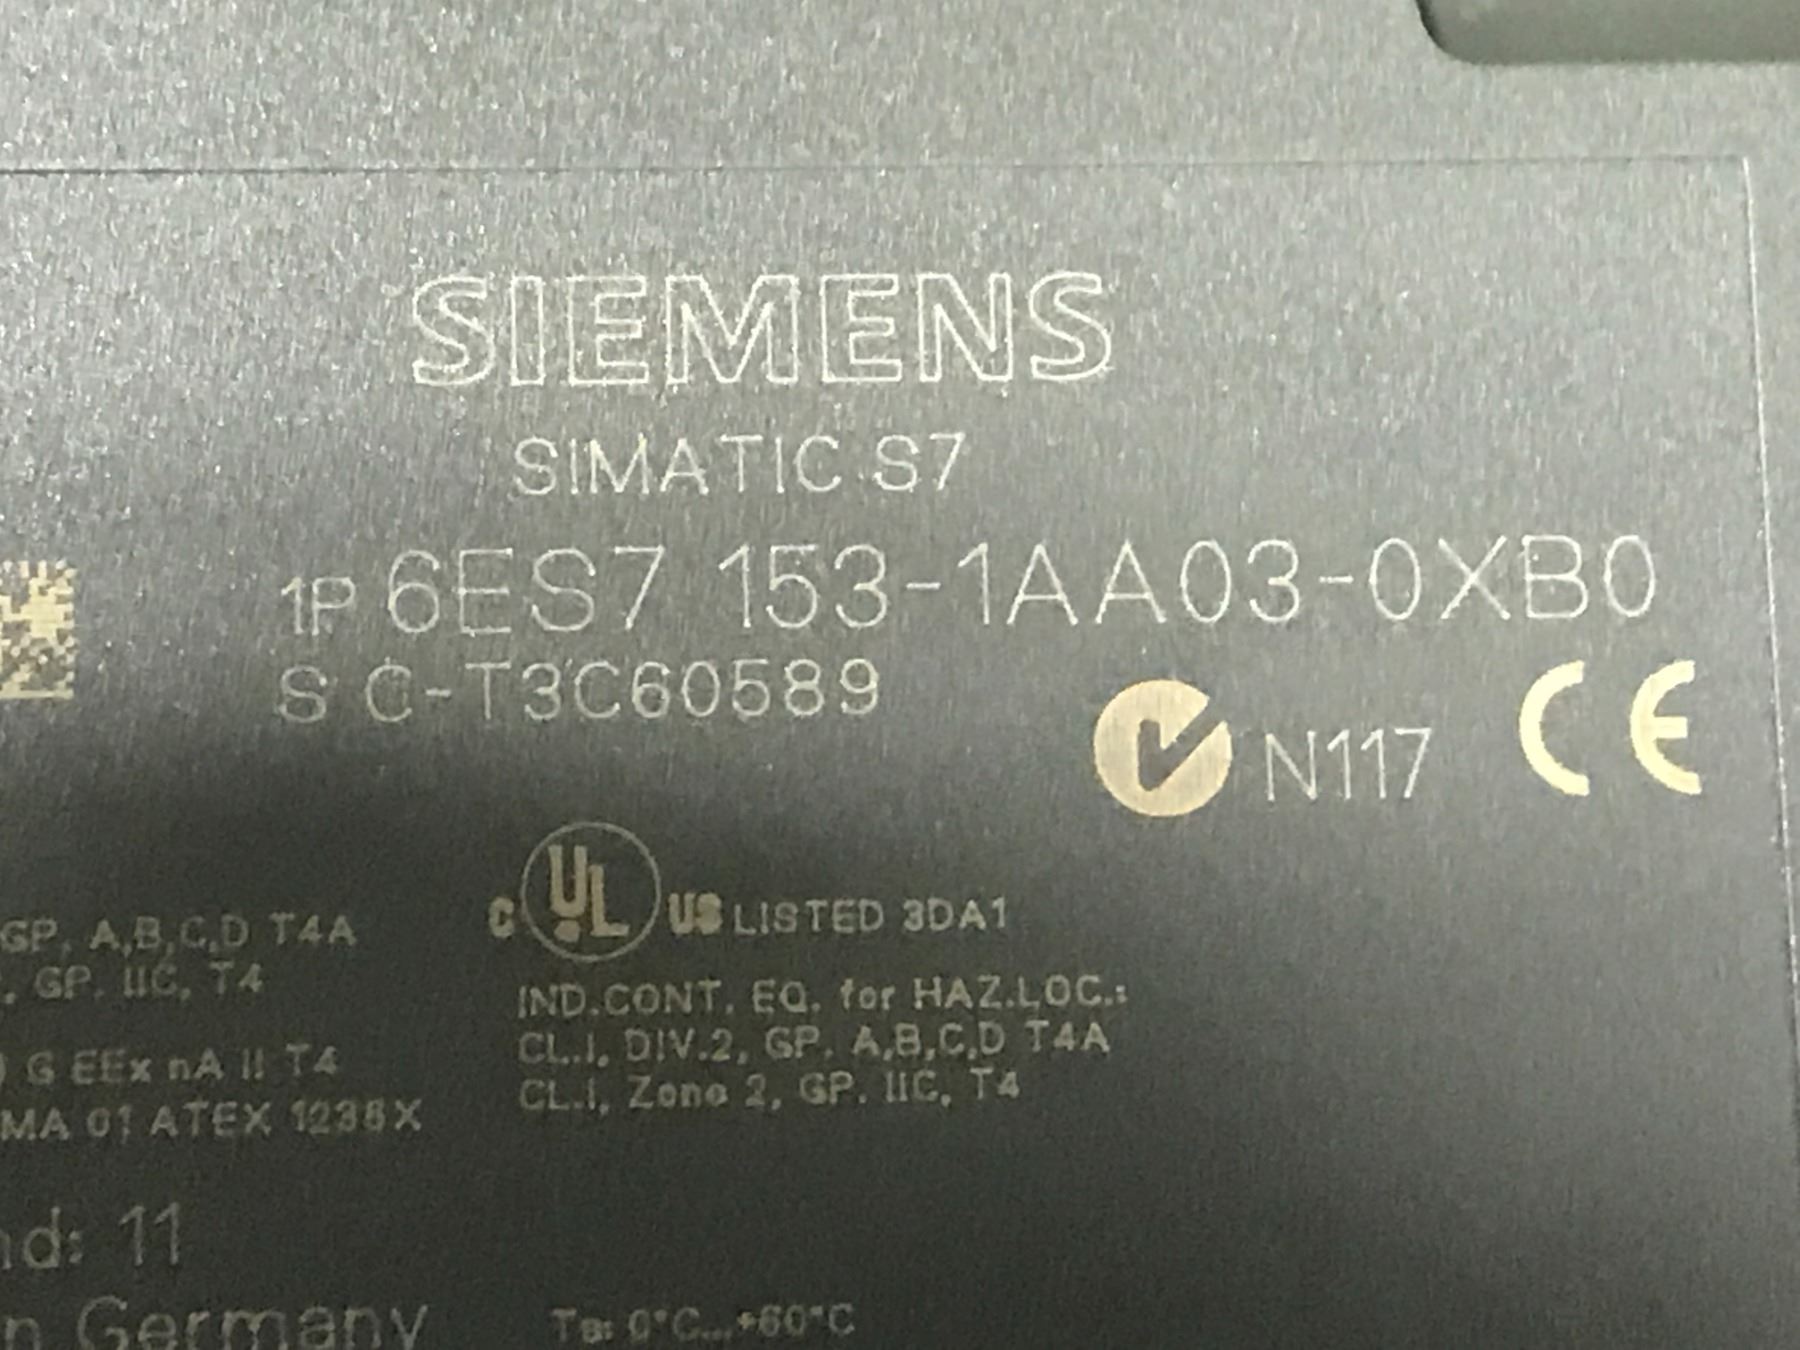 SIEMENS
SIMATIC S7
1P 6ES7 153-1AA03-0XB0
S C-T3C60589
N117 CE
C UL US LISTED 3DA1
GP. A,B,C,D T4A
, GP. IIC, T4
IND.CONT. EQ. for HAZ.LOC.:
CL.I, DIV.2, GP. A,B,C,D T4A
CL.I, Zone 2, GP. IIC, T4
G EEx nA II T4
MA 01 ATEX 1238X
nd: 11
n Germany
Ta: 0°C...+60°C